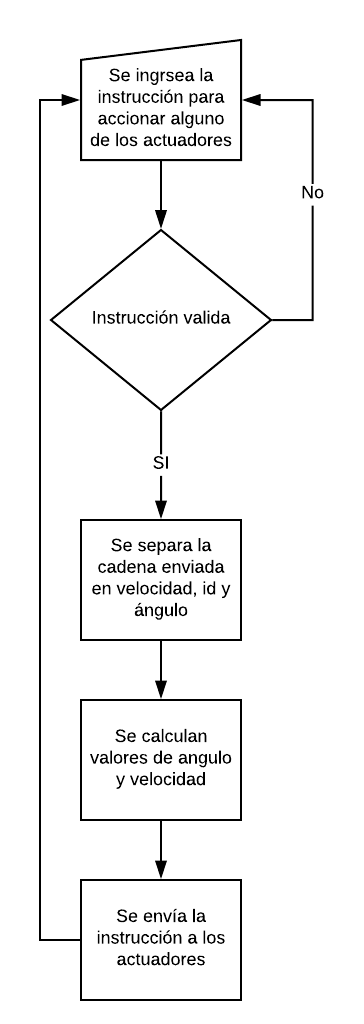 Se ingrsea la
instrucción para
accionar alguno
de los actuadores
No
Instrucción valida
SI
Se separa la
cadena enviada
en velocidad, id y
ángulo
Se calculan
valores de angulo
y velocidad
Se envía la
instrucción a los
actuadores